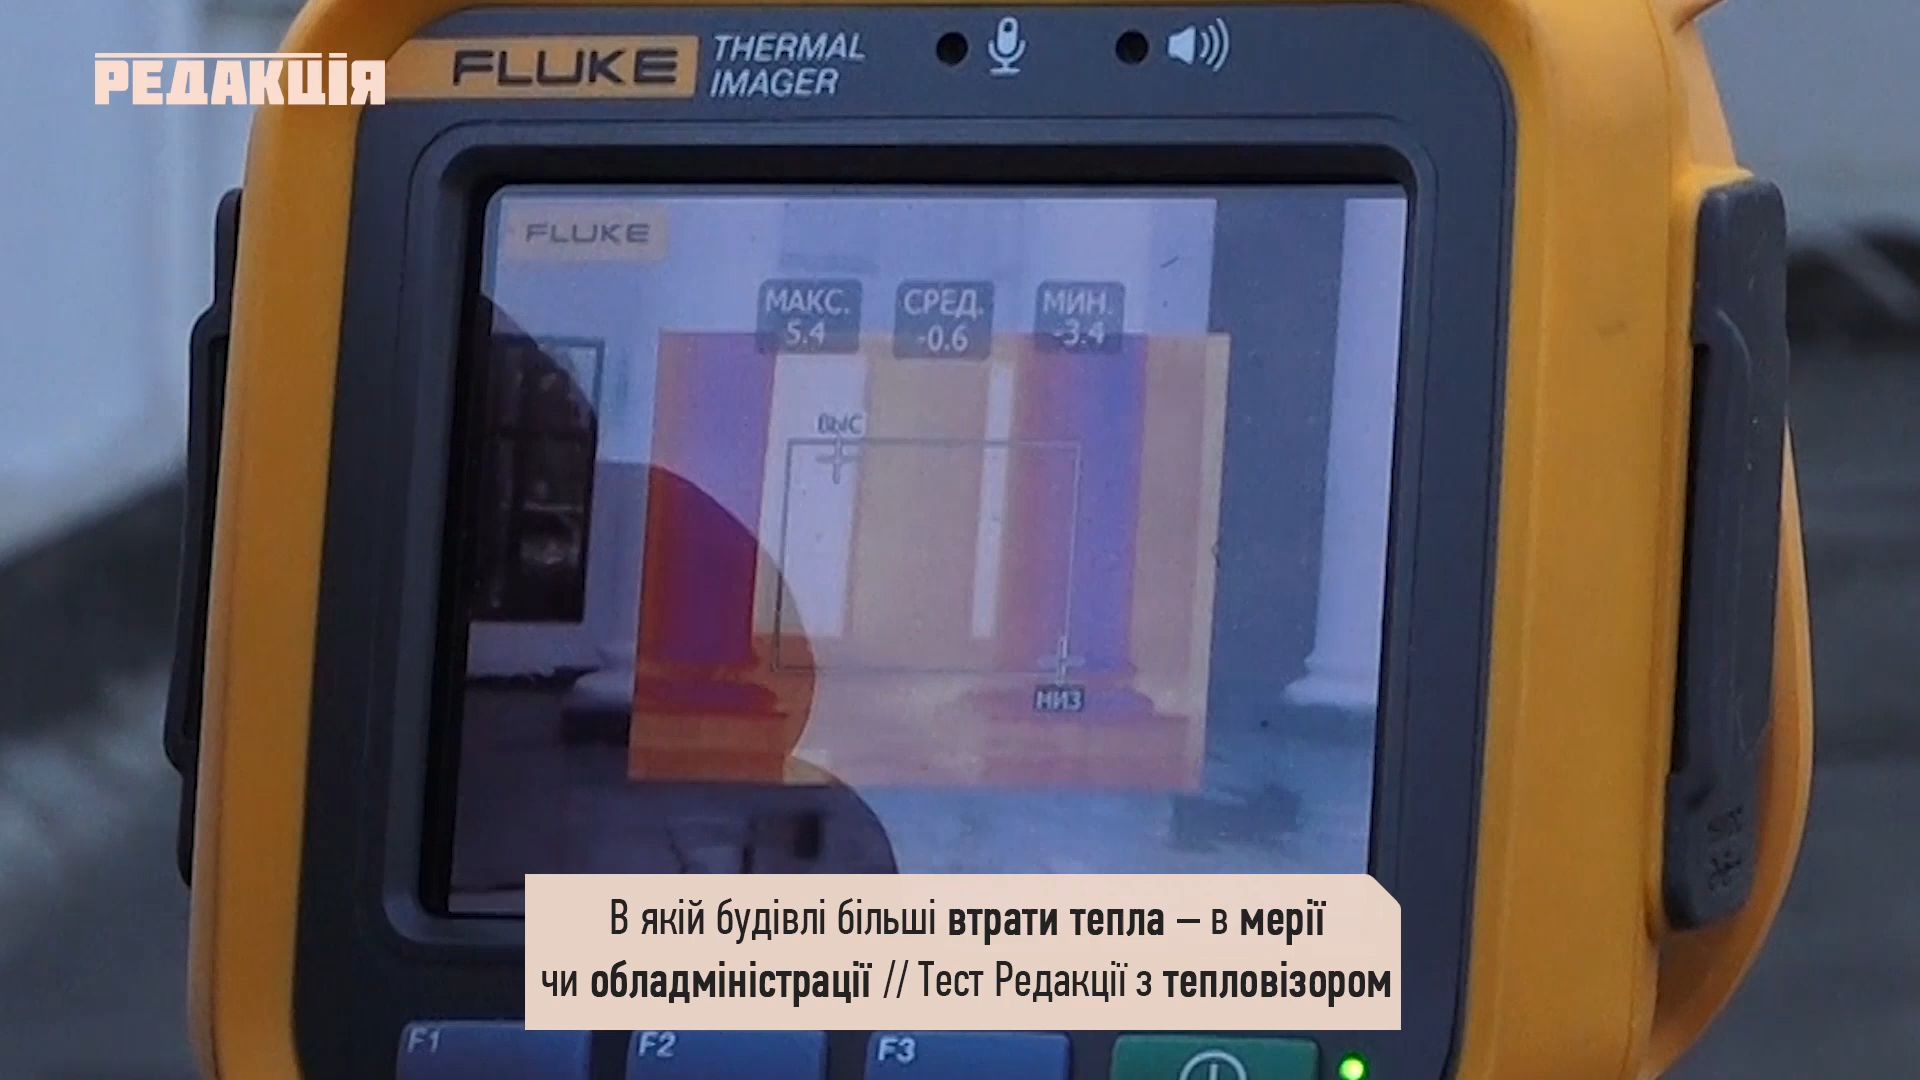 РЕДАКЦІЯ
FLUKE
THERMAL
IMAGER
FLUKE
МАКС.
5.4
СРЕД.
-0.6
МИН.
-3.4
ВЫС
НИЗ
В якій будівлі більші втрати тепла – в мерії
чи обладміністрації // Тест Редакції з тепловізором
F1
F2
F3